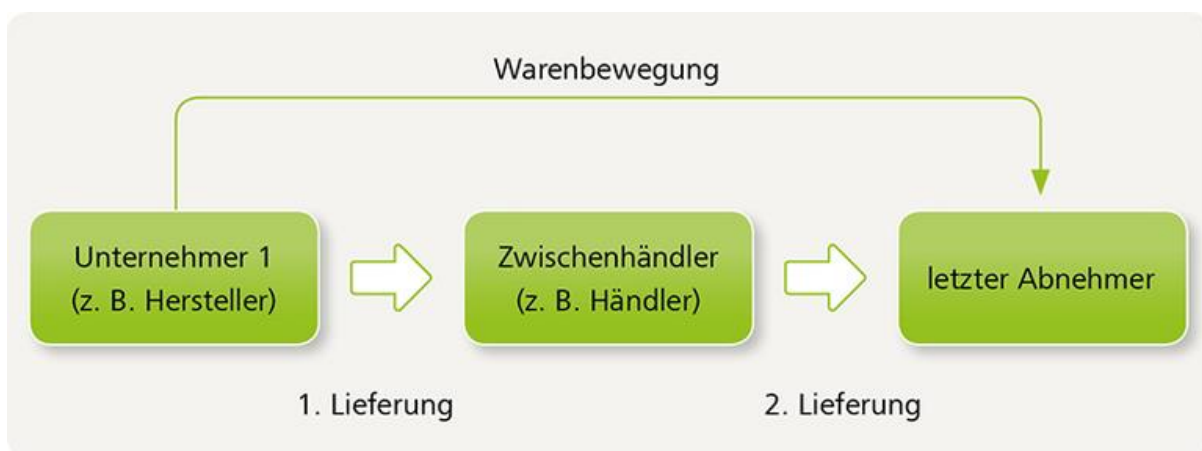 Warenbewegung
Unternehmer 1
(z. B. Hersteller)
Zwischenhändler
(z. B. Händler)
letzter Abnehmer
1. Lieferung
2. Lieferung